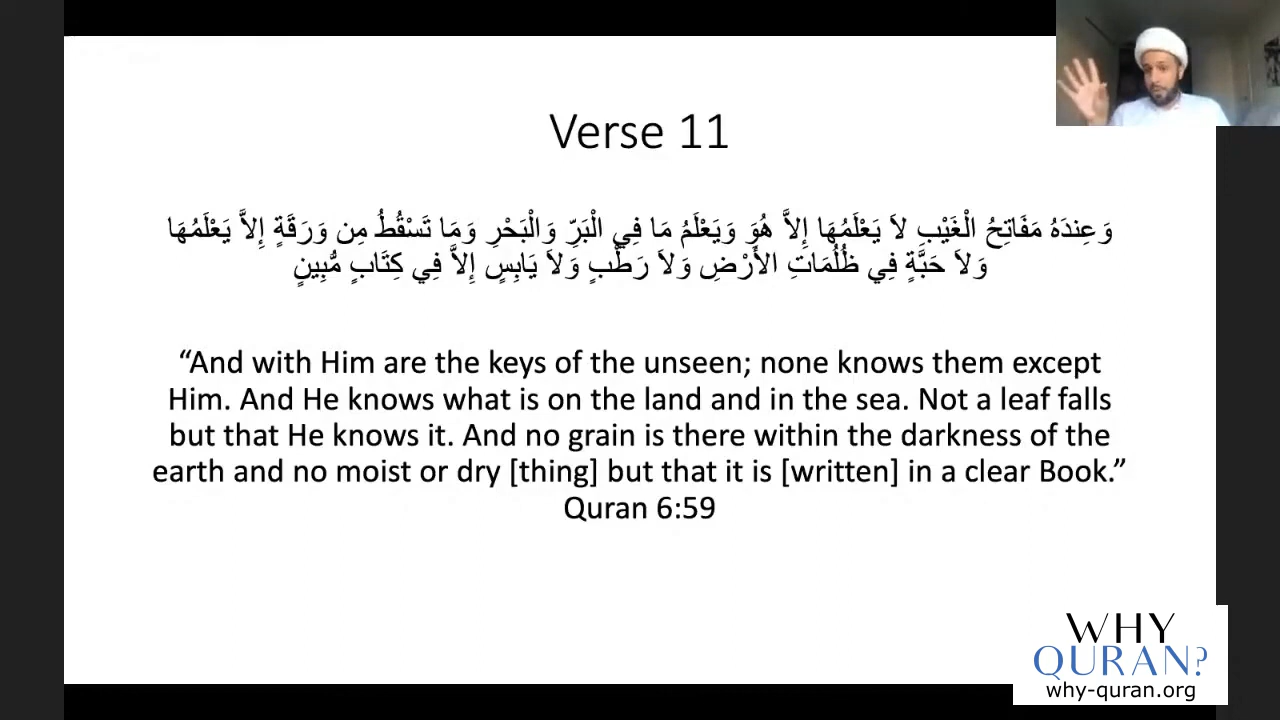 Verse 11
وَعِندَهُ مَفَاتِحُ الْغَيْبِ لاَ يَعْلَمُهَا إِلاَّ هُوَ وَيَعْلَمُ مَا فِي الْبَرِّ وَالْبَحْرِ وَمَا تَسْقُطُ مِن وَرَقَةٍ إِلاَّ يَعْلَمُهَا
وَلاَ حَبَّةٍ فِي ظُلُمَاتِ الأَرْضِ وَلاَ رَطْبٍ وَلاَ يَابِسٍ إِلاَّ فِي كِتَابٍ مُّبِينٍ
“And with Him are the keys of the unseen; none knows them except
Him. And He knows what is on the land and in the sea. Not a leaf falls
but that He knows it. And no grain is there within the darkness of the
earth and no moist or dry [thing] but that it is [written] in a clear Book.”
Quran 6:59
WHY
QURAN?
why-quran.org